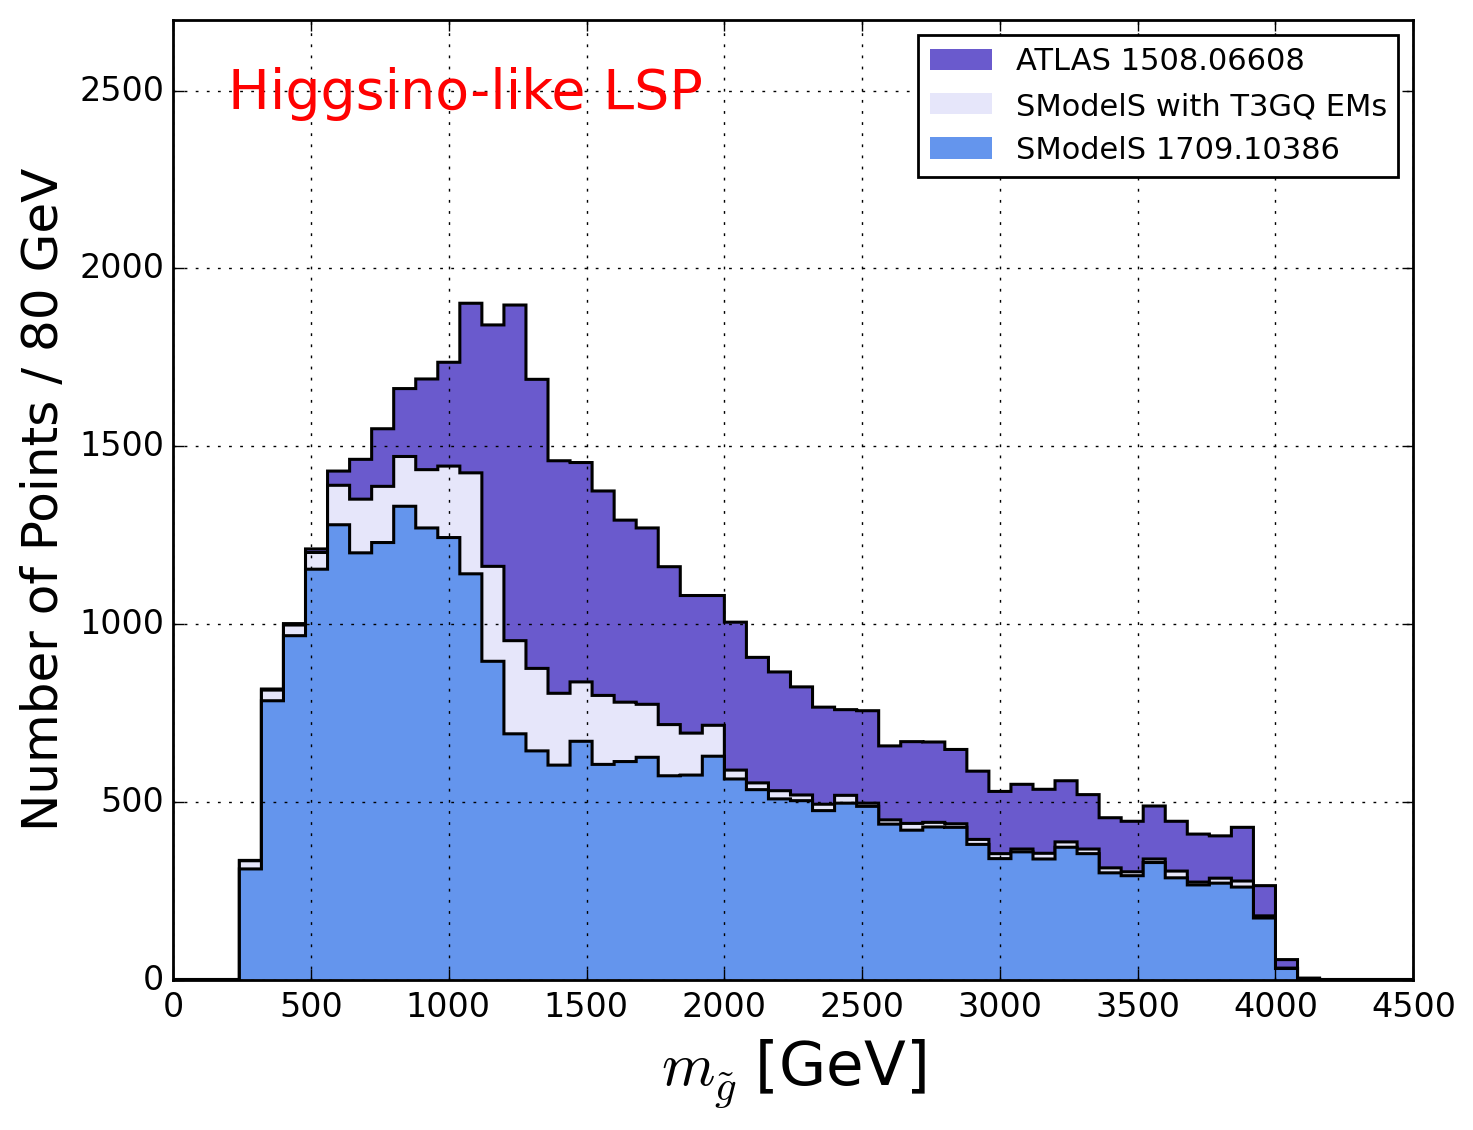 Higgsino-like LSP
ATLAS 1508.06608
SModelS with T3GQ EMs
SModelS 1709.10386
Number of Points / 80 GeV
2500
2000
1500
1000
500
0
0 500 1000 1500 2000 2500 3000 3500 4000 4500
m_g̃ [GeV]